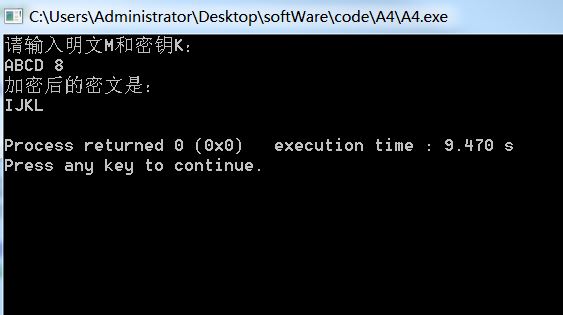 C:\Users\Administrator\Desktop\softWare\code\A4\A4.exe
请输入明文M和密钥K:
ABCD 8
加密后的密文是:
IJKL
Process returned 0 (0x0)   execution time : 9.470 s
Press any key to continue.